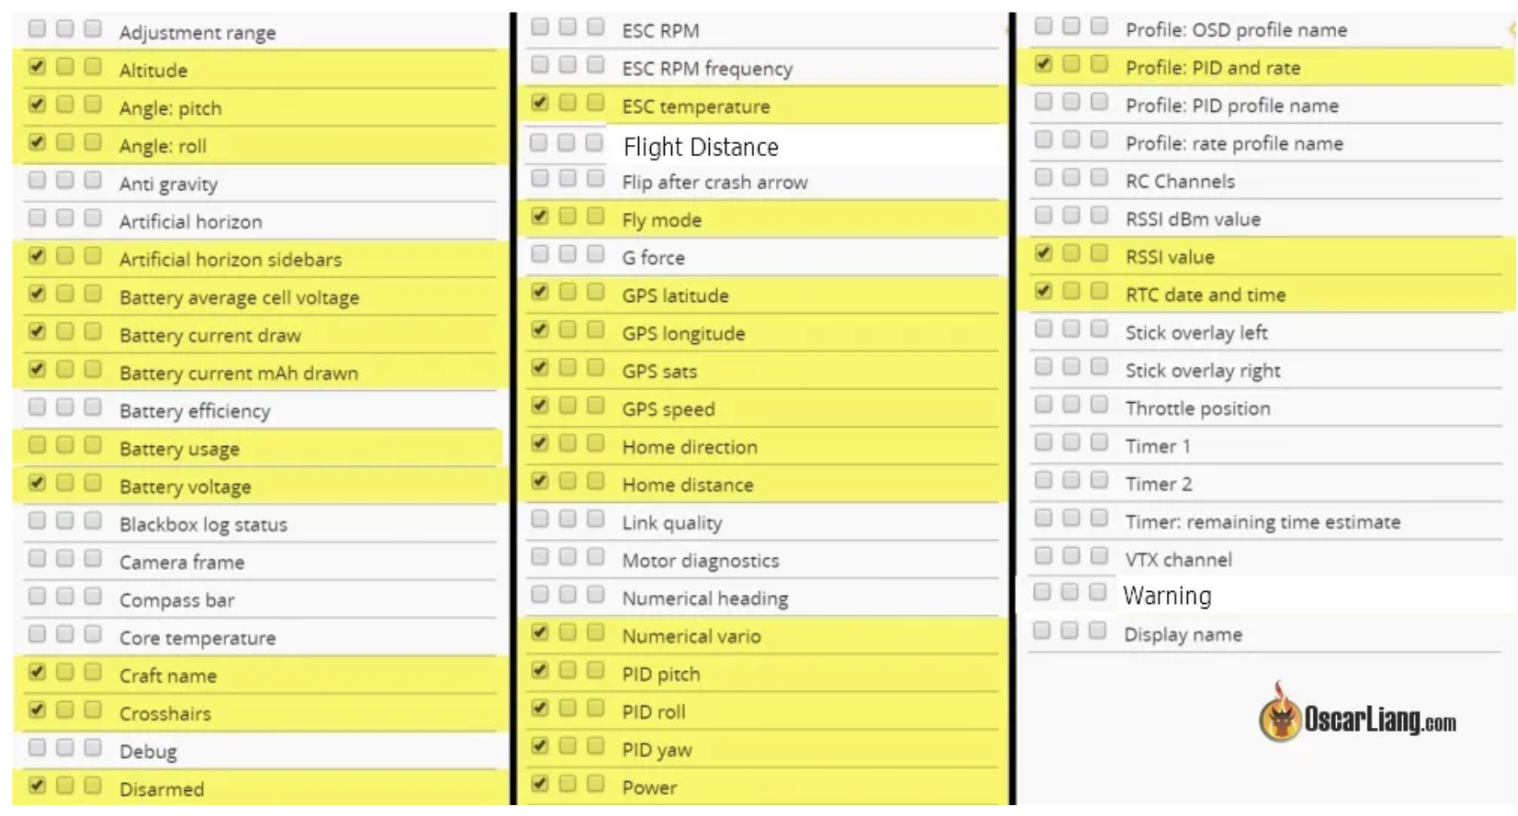 Adjustment range
Altitude
Angle: pitch
Angle: roll
Anti gravity
Artificial horizon
Artificial horizon sidebars
Battery average cell voltage
Battery current draw
Battery current mAh drawn
Battery efficiency
Battery usage
Battery voltage
Blackbox log status
Camera frame
Compass bar
Core temperature
Craft name
Crosshairs
Debug
Disarmed
ESC RPM
ESC RPM frequency
ESC temperature
Flight Distance
Flip after crash arrow
Fly mode
G force
GPS latitude
GPS longitude
GPS sats
GPS speed
Home direction
Home distance
Link quality
Motor diagnostics
Numerical heading
Numerical vario
PID pitch
PID roll
PID yaw
Power
Profile: OSD profile name
Profile: PID and rate
Profile: PID profile name
Profile: rate profile name
RC Channels
RSSI dBm value
RSSI value
RTC date and time
Stick overlay left
Stick overlay right
Throttle position
Timer 1
Timer 2
Timer: remaining time estimate
VTX channel
Warning
Display name
OscarLiang.com